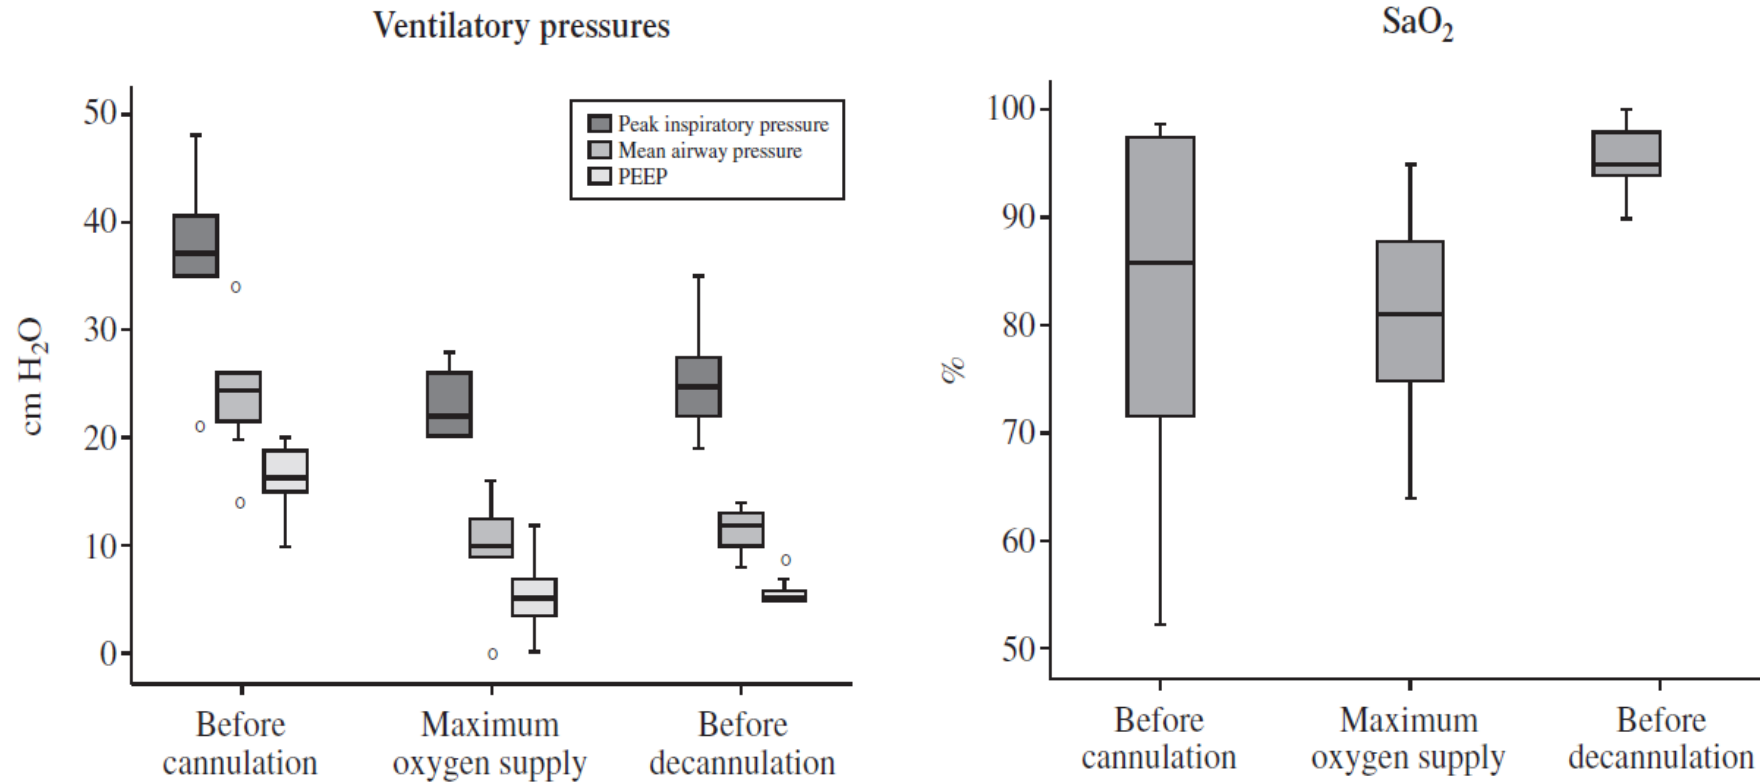 Ventilatory pressures
50
40
30
20
10
0
cm H₂O
Peak inspiratory pressure
Mean airway pressure
PEEP
Before
cannulation
Maximum
oxygen supply
Before
decannulation
SaO₂
100
90
80
70
60
50
%
Before
cannulation
Maximum
oxygen supply
Before
decannulation